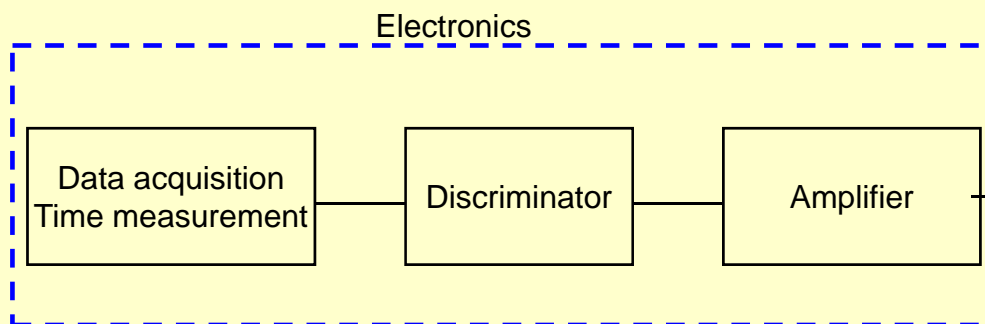 Electronics
Data acquisition
Time measurement
Discriminator
Amplifier